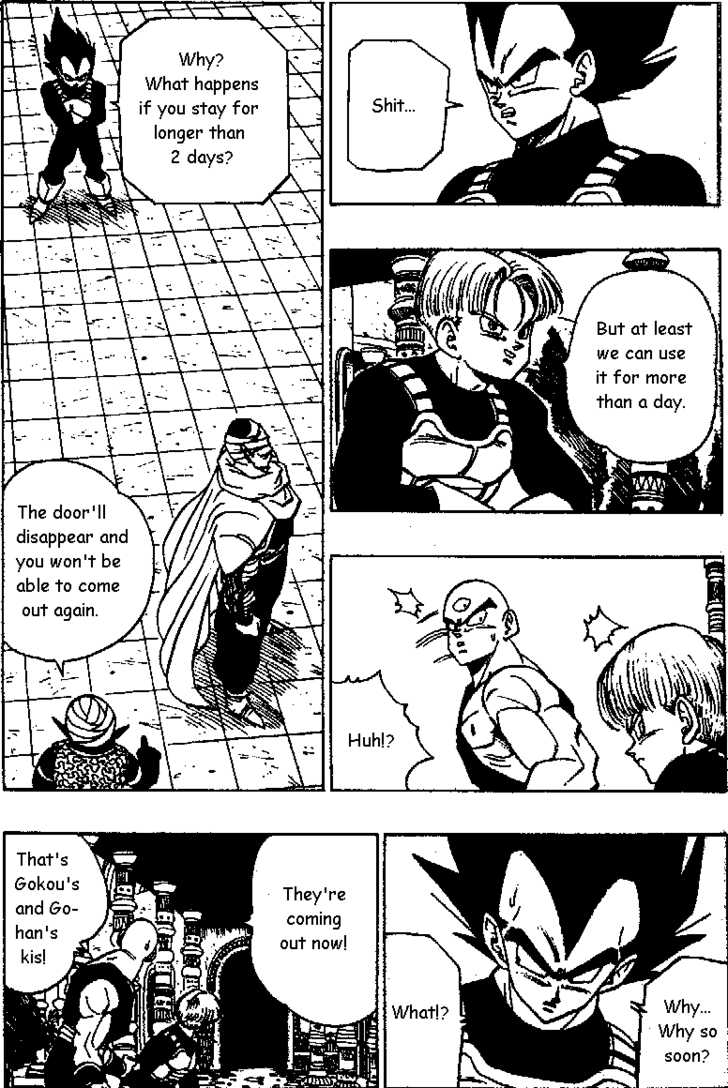 Why?
What happens
if you stay for
longer than
2 days?
The door'll
disappear and
you won't be
able to come
out again.
Shit...
But at least
we can use
it for more
than a day.
Huh!?
That's
Gokou's
and Go-
han's
kis!
They're
coming
out now!
What!?
Why...
Why so
soon?